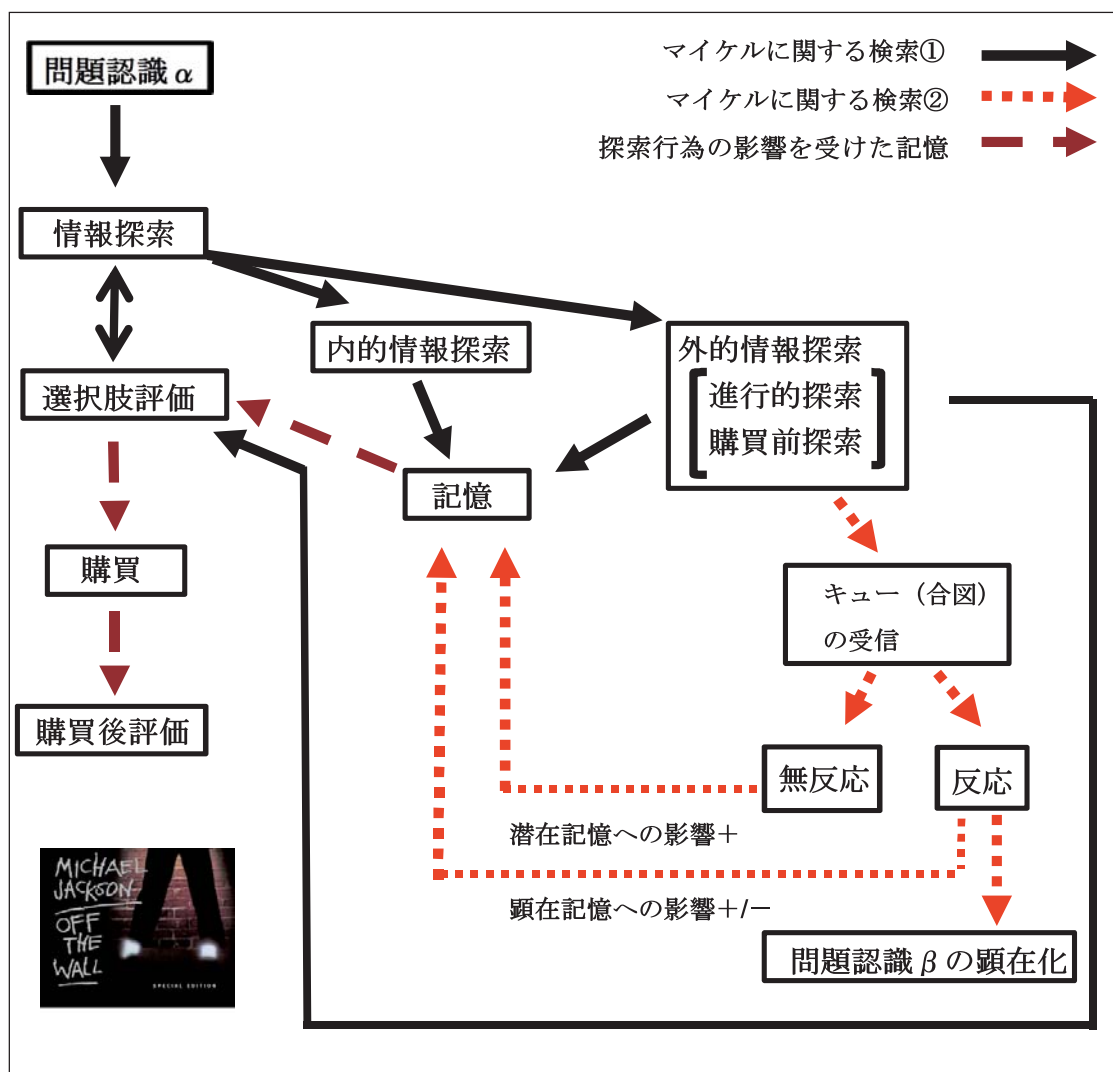 問題認識α
マイケルに関する検索①
マイケルに関する検索②
探索行為の影響を受けた記憶
情報探索
内的情報探索
外的情報探索
進行的探索
購買前探索
選択肢評価
記憶
購買
キュー（合図）
の受信
購買後評価
無反応
反応
潜在記憶への影響＋
顕在記憶への影響＋/－
問題認識βの顕在化
MICHAEL
JACKSON
OFF
THE
WALL
SPECIAL EDITION